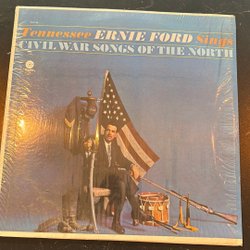 Tennessee ERNIE FORD Sings
CIVIL WAR SONGS OF THE NORTH